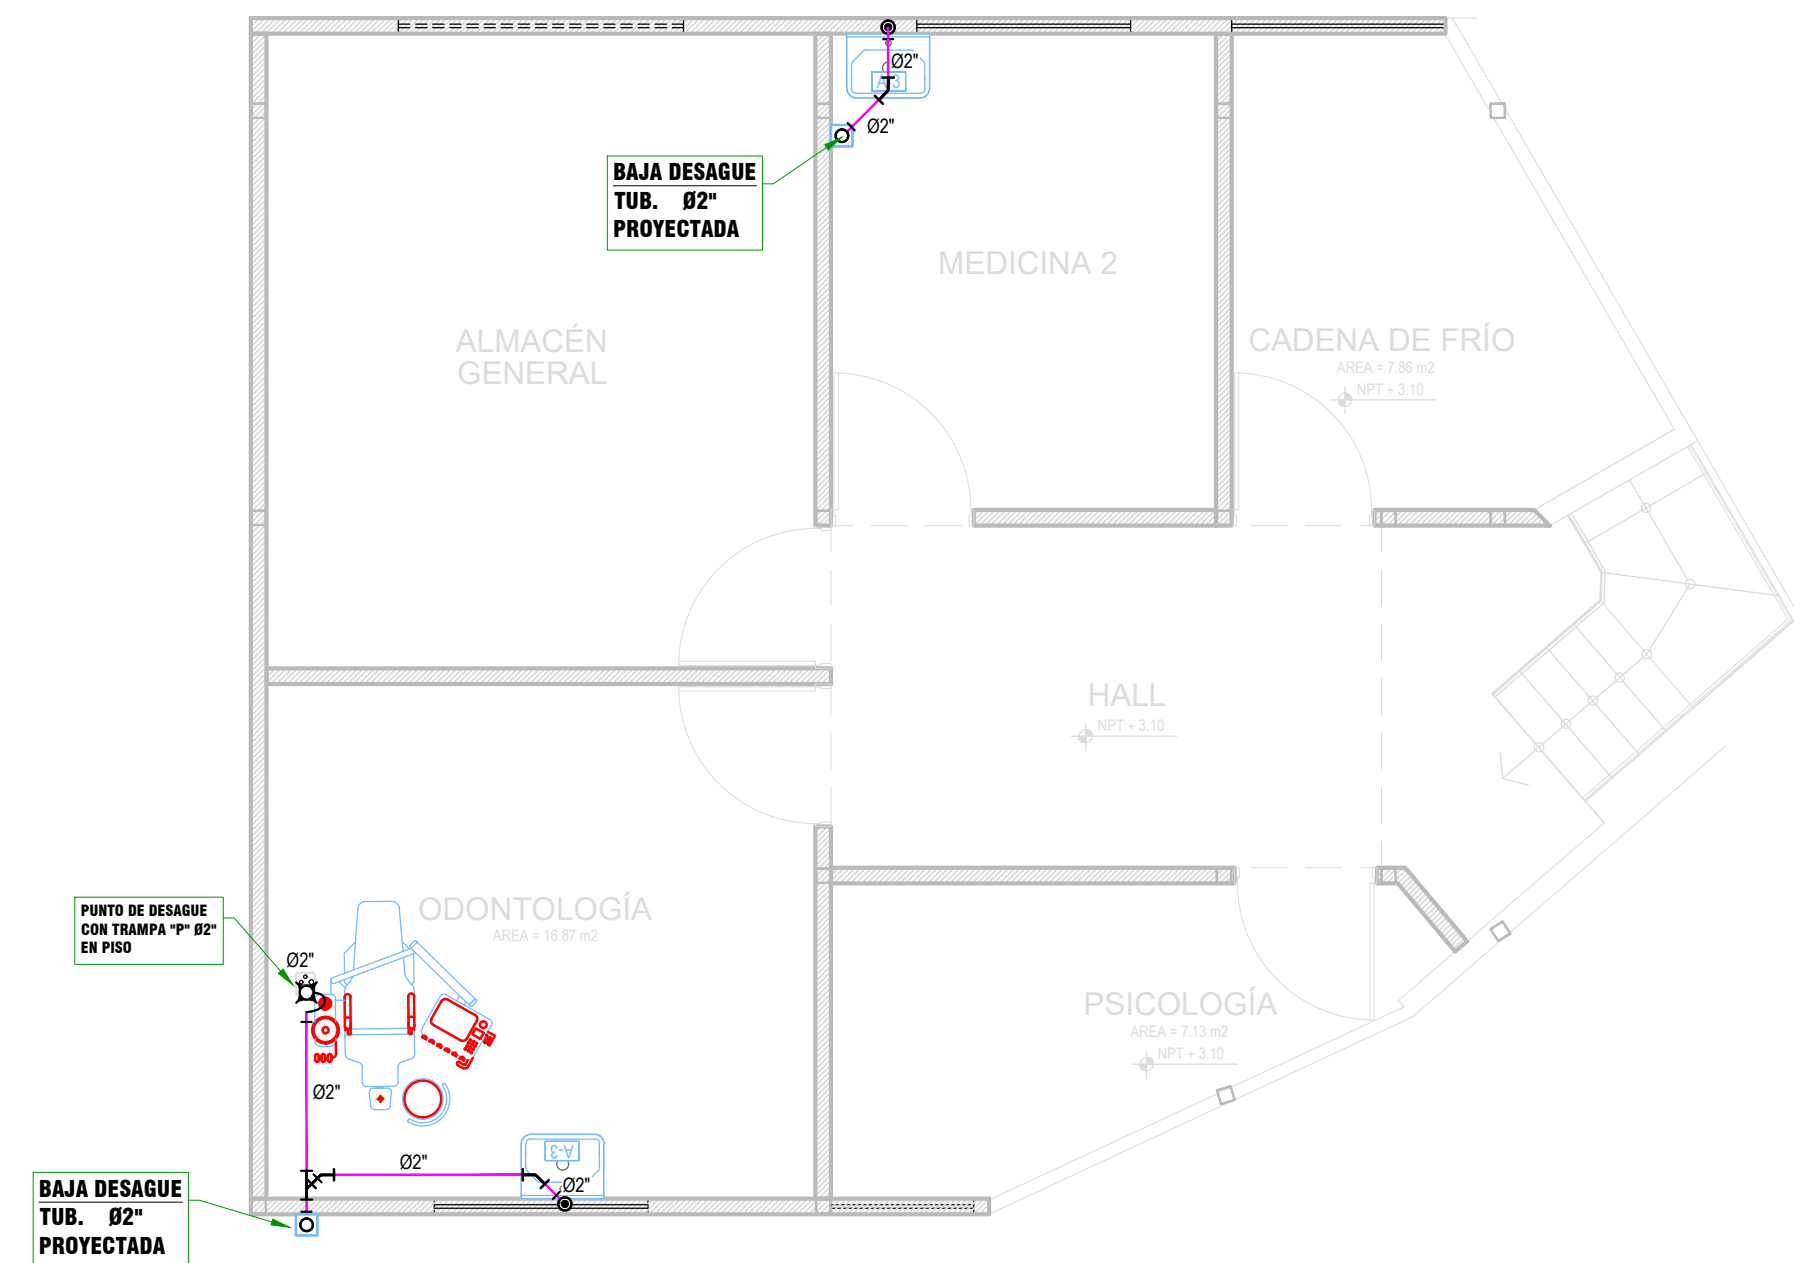 Ø2"
A-3
Ø2"
BAJA DESAGUE
TUB. Ø2"
PROYECTADA
MEDICINA 2
ALMACÉN
GENERAL
CADENA DE FRÍO
AREA = 7.86 m2
NPT + 3.10
HALL
NPT + 3.10
PUNTO DE DESAGUE
CON TRAMPA "P" Ø2"
EN PISO
ODONTOLOGÍA
AREA = 16.87 m2
Ø2"
PSICOLOGÍA
AREA = 7.13 m2
NPT + 3.10
Ø2"
A-3
Ø2"
Ø2"
BAJA DESAGUE
TUB. Ø2"
PROYECTADA